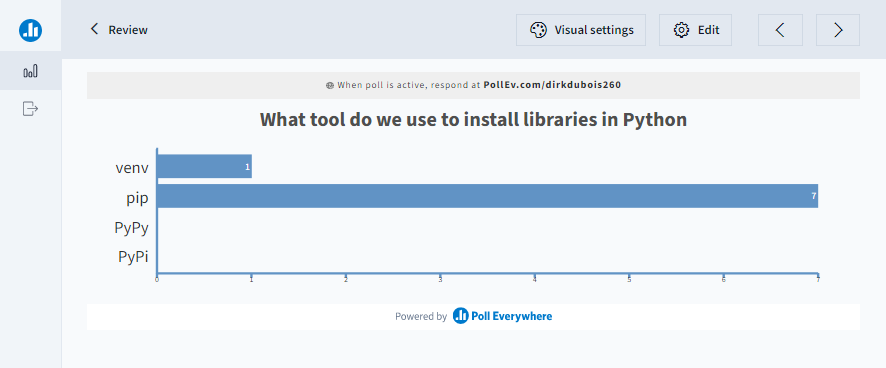 Review
Visual settings
Edit
When poll is active, respond at PollEv.com/dirkdubois260
What tool do we use to install libraries in Python
venv
1
pip
7
PyPy
PyPi
0 1 2 3 4 5 6 7
Powered by Poll Everywhere